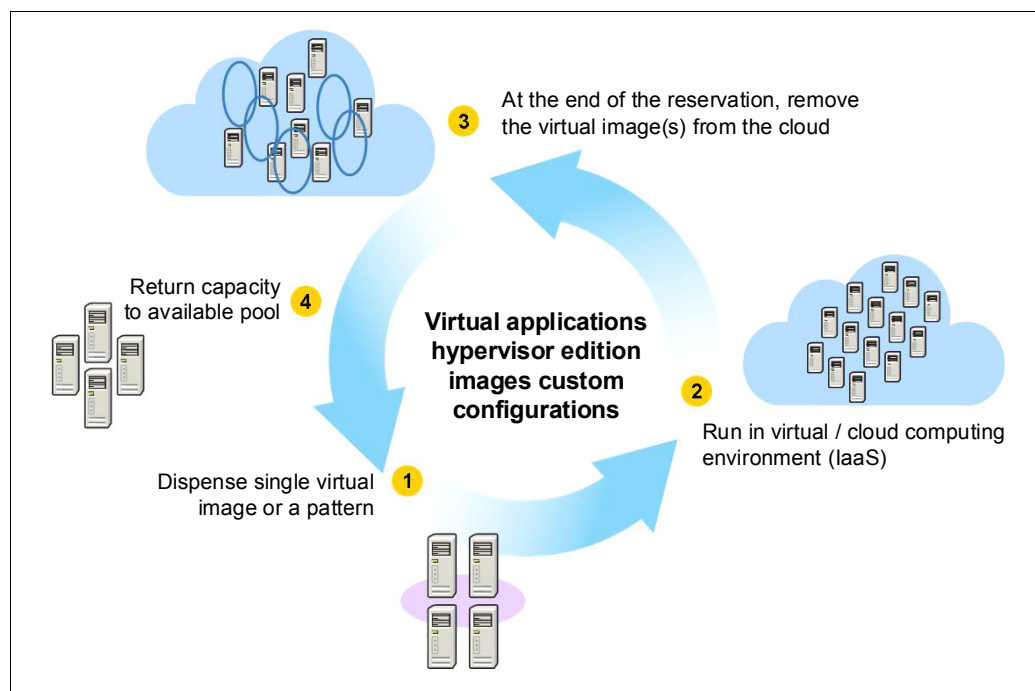 3
At the end of the reservation, remove
the virtual image(s) from the cloud
Return capacity
to available pool
4
Virtual applications
hypervisor edition
images custom
configurations
2
Run in virtual / cloud computing
environment (IaaS)
Dispense single virtual
image or a pattern
1